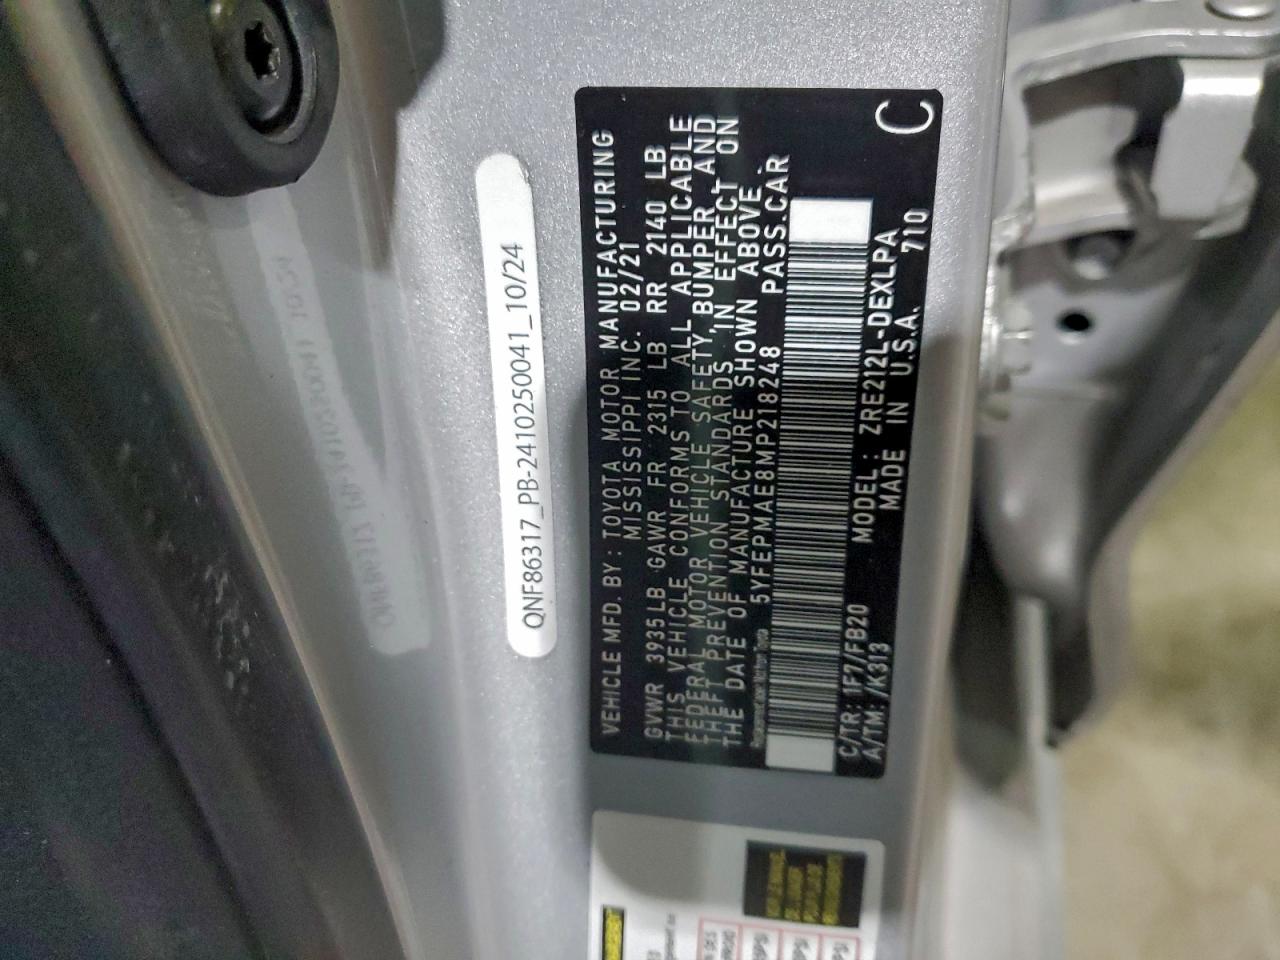 QNF86317_PB-2410250041_10/24
VEHICLE MFD. BY: TOYOTA MOTOR MANUFACTURING
MISSISSIPPI INC. 02/21
GVWR 3935LB GAWR FR 2315 LB RR 2140 LB
THIS VEHICLE CONFORMS TO ALL APPLICABLE
FEDERAL MOTOR VEHICLE SAFETY, BUMPER, AND
THEFT PREVENTION STANDARDS IN EFFECT ON
THE DATE OF MANUFACTURE SHOWN ABOVE.
5YFEPMAE8MP218248 PASS.CAR
C/TR: 1F7/FB20 MODEL: ZRE212L-DEXLPA
A/TM: /K313 MADE IN U.S.A. 710
C